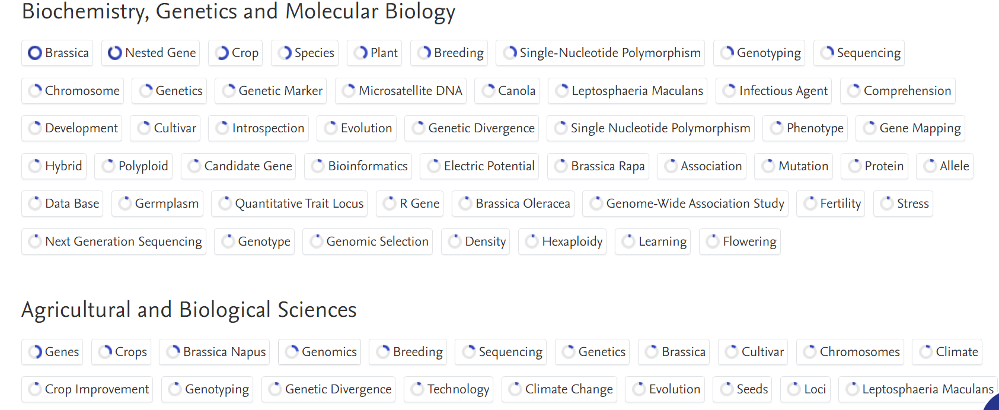 Biochemistry, Genetics and Molecular Biology
Brassica Nested Gene Crop Species Plant Breeding Single-Nucleotide Polymorphism Genotyping Sequencing
Chromosome Genetics Genetic Marker Microsatellite DNA Canola Leptosphaeria Maculans Infectious Agent Comprehension
Development Cultivar Introspection Evolution Genetic Divergence Single Nucleotide Polymorphism Phenotype Gene Mapping
Hybrid Polyploid Candidate Gene Bioinformatics Electric Potential Brassica Rapa Association Mutation Protein Allele
Data Base Germplasm Quantitative Trait Locus R Gene Brassica Oleracea Genome-Wide Association Study Fertility Stress
Next Generation Sequencing Genotype Genomic Selection Density Hexaploidy Learning Flowering
Agricultural and Biological Sciences
Genes Crops Brassica Napus Genomics Breeding Sequencing Genetics Brassica Cultivar Chromosomes Climate
Crop Improvement Genotyping Genetic Divergence Technology Climate Change Evolution Seeds Loci Leptosphaeria Maculans